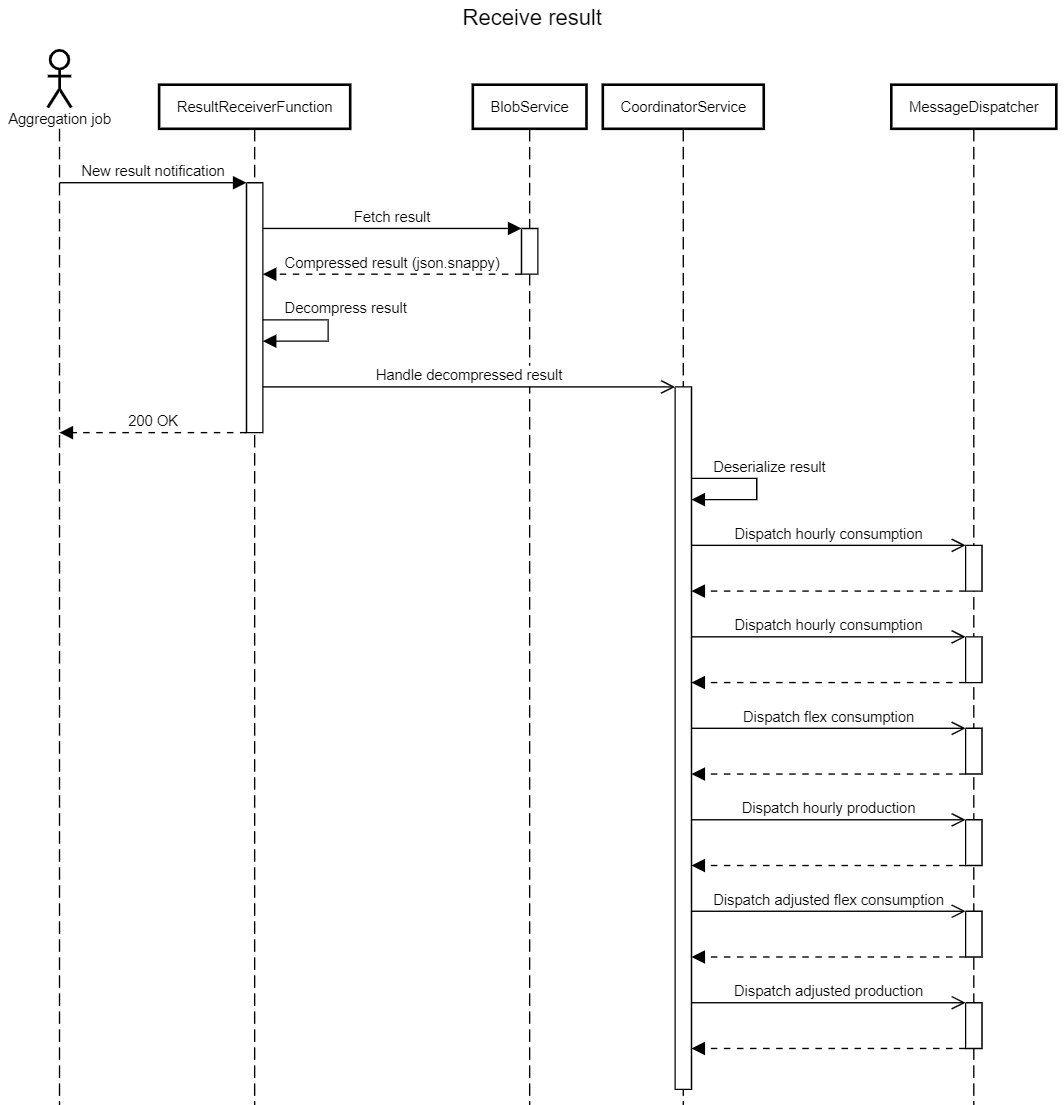 Receive result
Aggregation job
ResultReceiverFunction
BlobService
CoordinatorService
MessageDispatcher
New result notification
Fetch result
Compressed result (json.snappy)
Decompress result
Handle decompressed result
200 OK
Deserialize result
Dispatch hourly consumption
Dispatch hourly consumption
Dispatch flex consumption
Dispatch hourly production
Dispatch adjusted flex consumption
Dispatch adjusted production